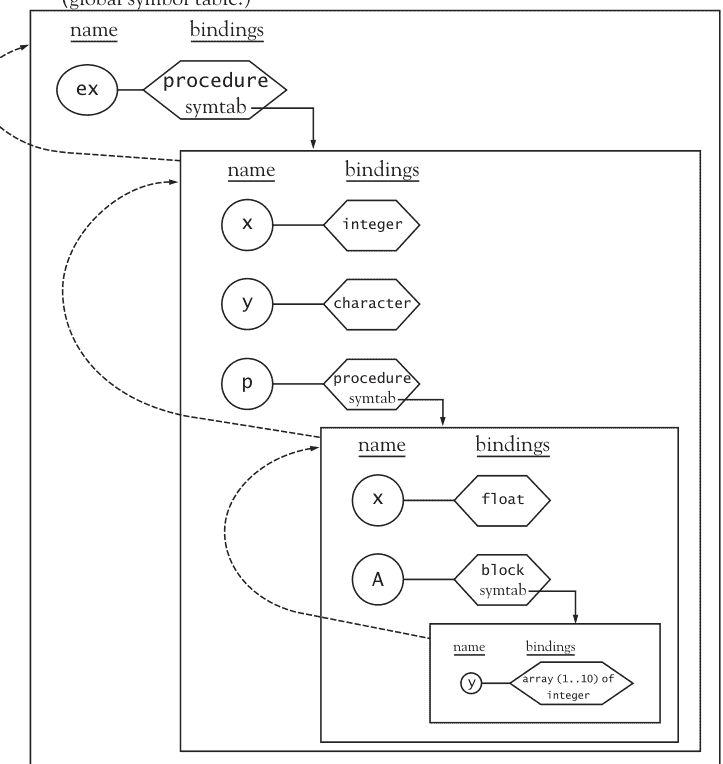 (global symbol table.)
name bindings
ex procedure
symtab
name bindings
x integer
y character
p procedure
symtab
name bindings
x float
A block
symtab
name bindings
y array (1..10) of
integer